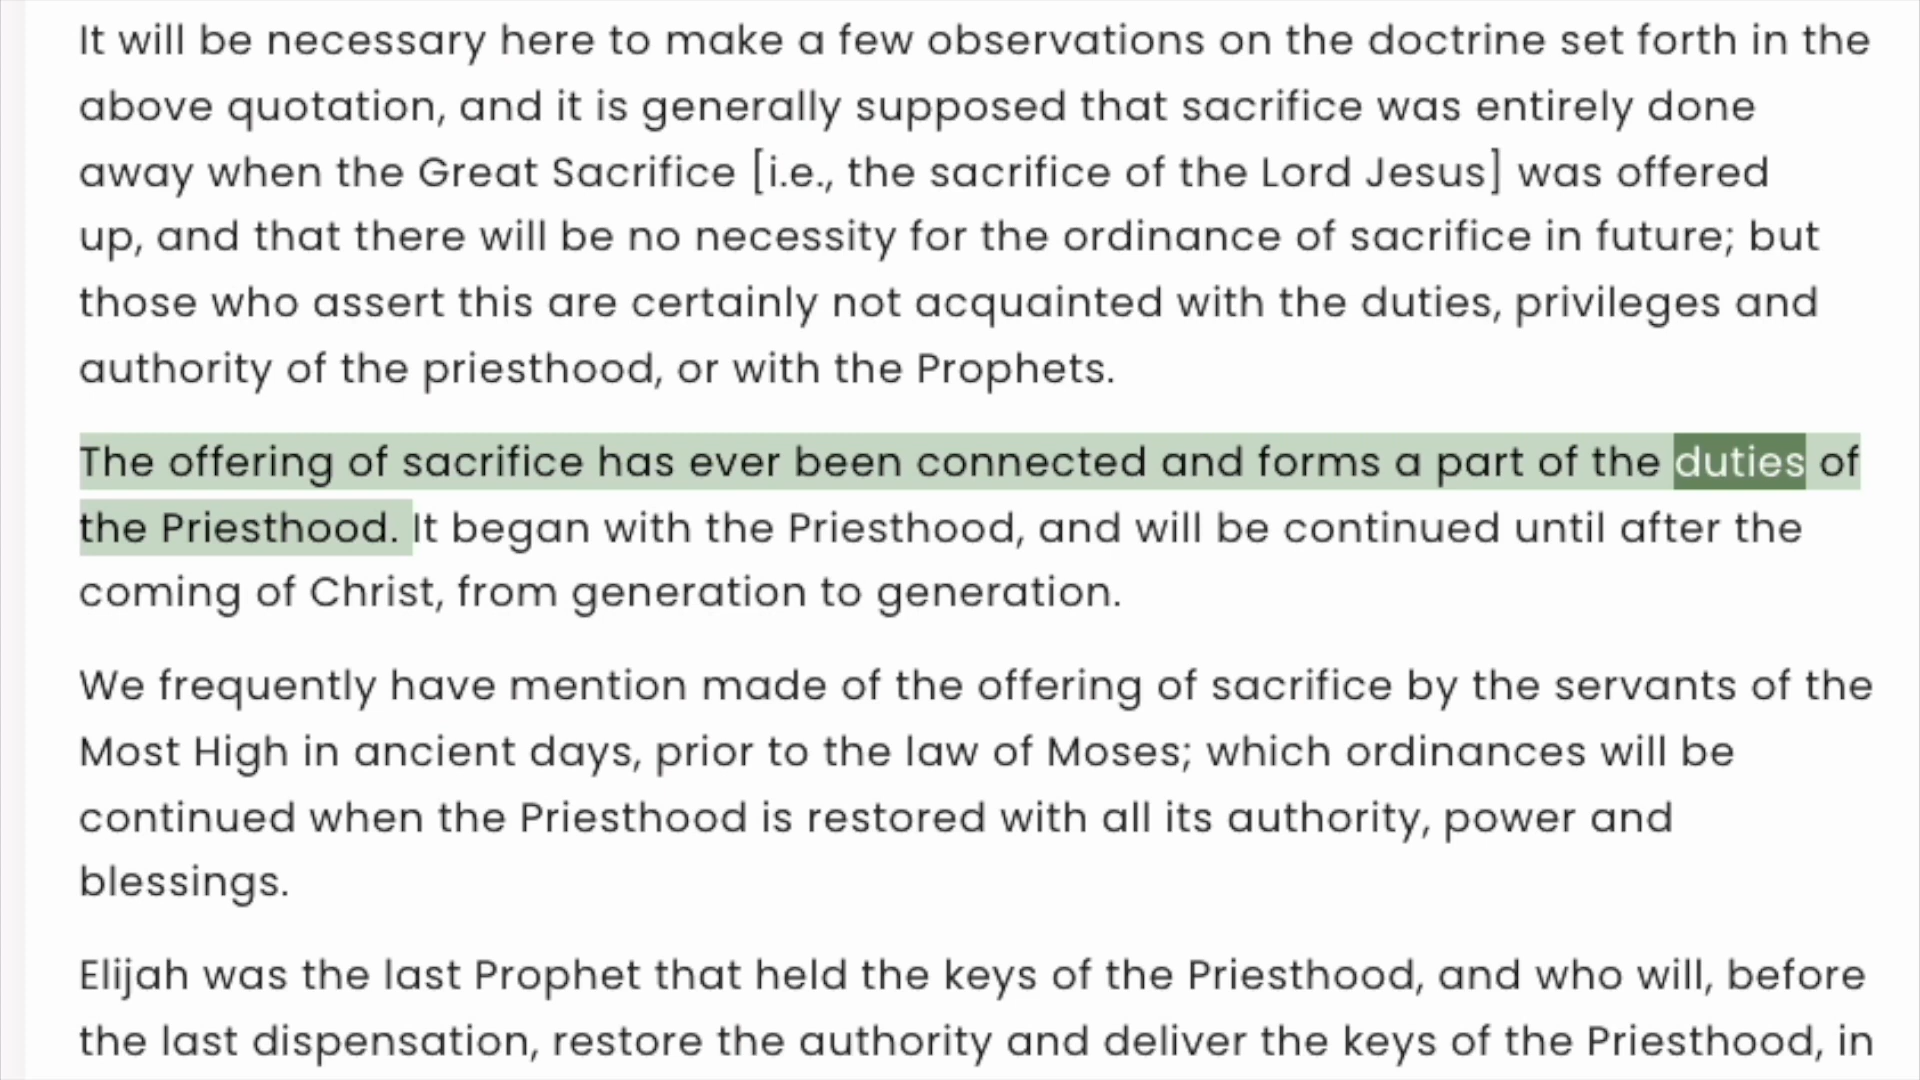 It will be necessary here to make a few observations on the doctrine set forth in the
above quotation, and it is generally supposed that sacrifice was entirely done
away when the Great Sacrifice [i.e., the sacrifice of the Lord Jesus] was offered
up, and that there will be no necessity for the ordinance of sacrifice in future; but
those who assert this are certainly not acquainted with the duties, privileges and
authority of the priesthood, or with the Prophets.
The offering of sacrifice has ever been connected and forms a part of the duties of
the Priesthood. It began with the Priesthood, and will be continued until after the
coming of Christ, from generation to generation.
We frequently have mention made of the offering of sacrifice by the servants of the
Most High in ancient days, prior to the law of Moses; which ordinances will be
continued when the Priesthood is restored with all its authority, power and
blessings.
Elijah was the last Prophet that held the keys of the Priesthood, and who will, before
the last dispensation, restore the authority and deliver the keys of the Priesthood, in